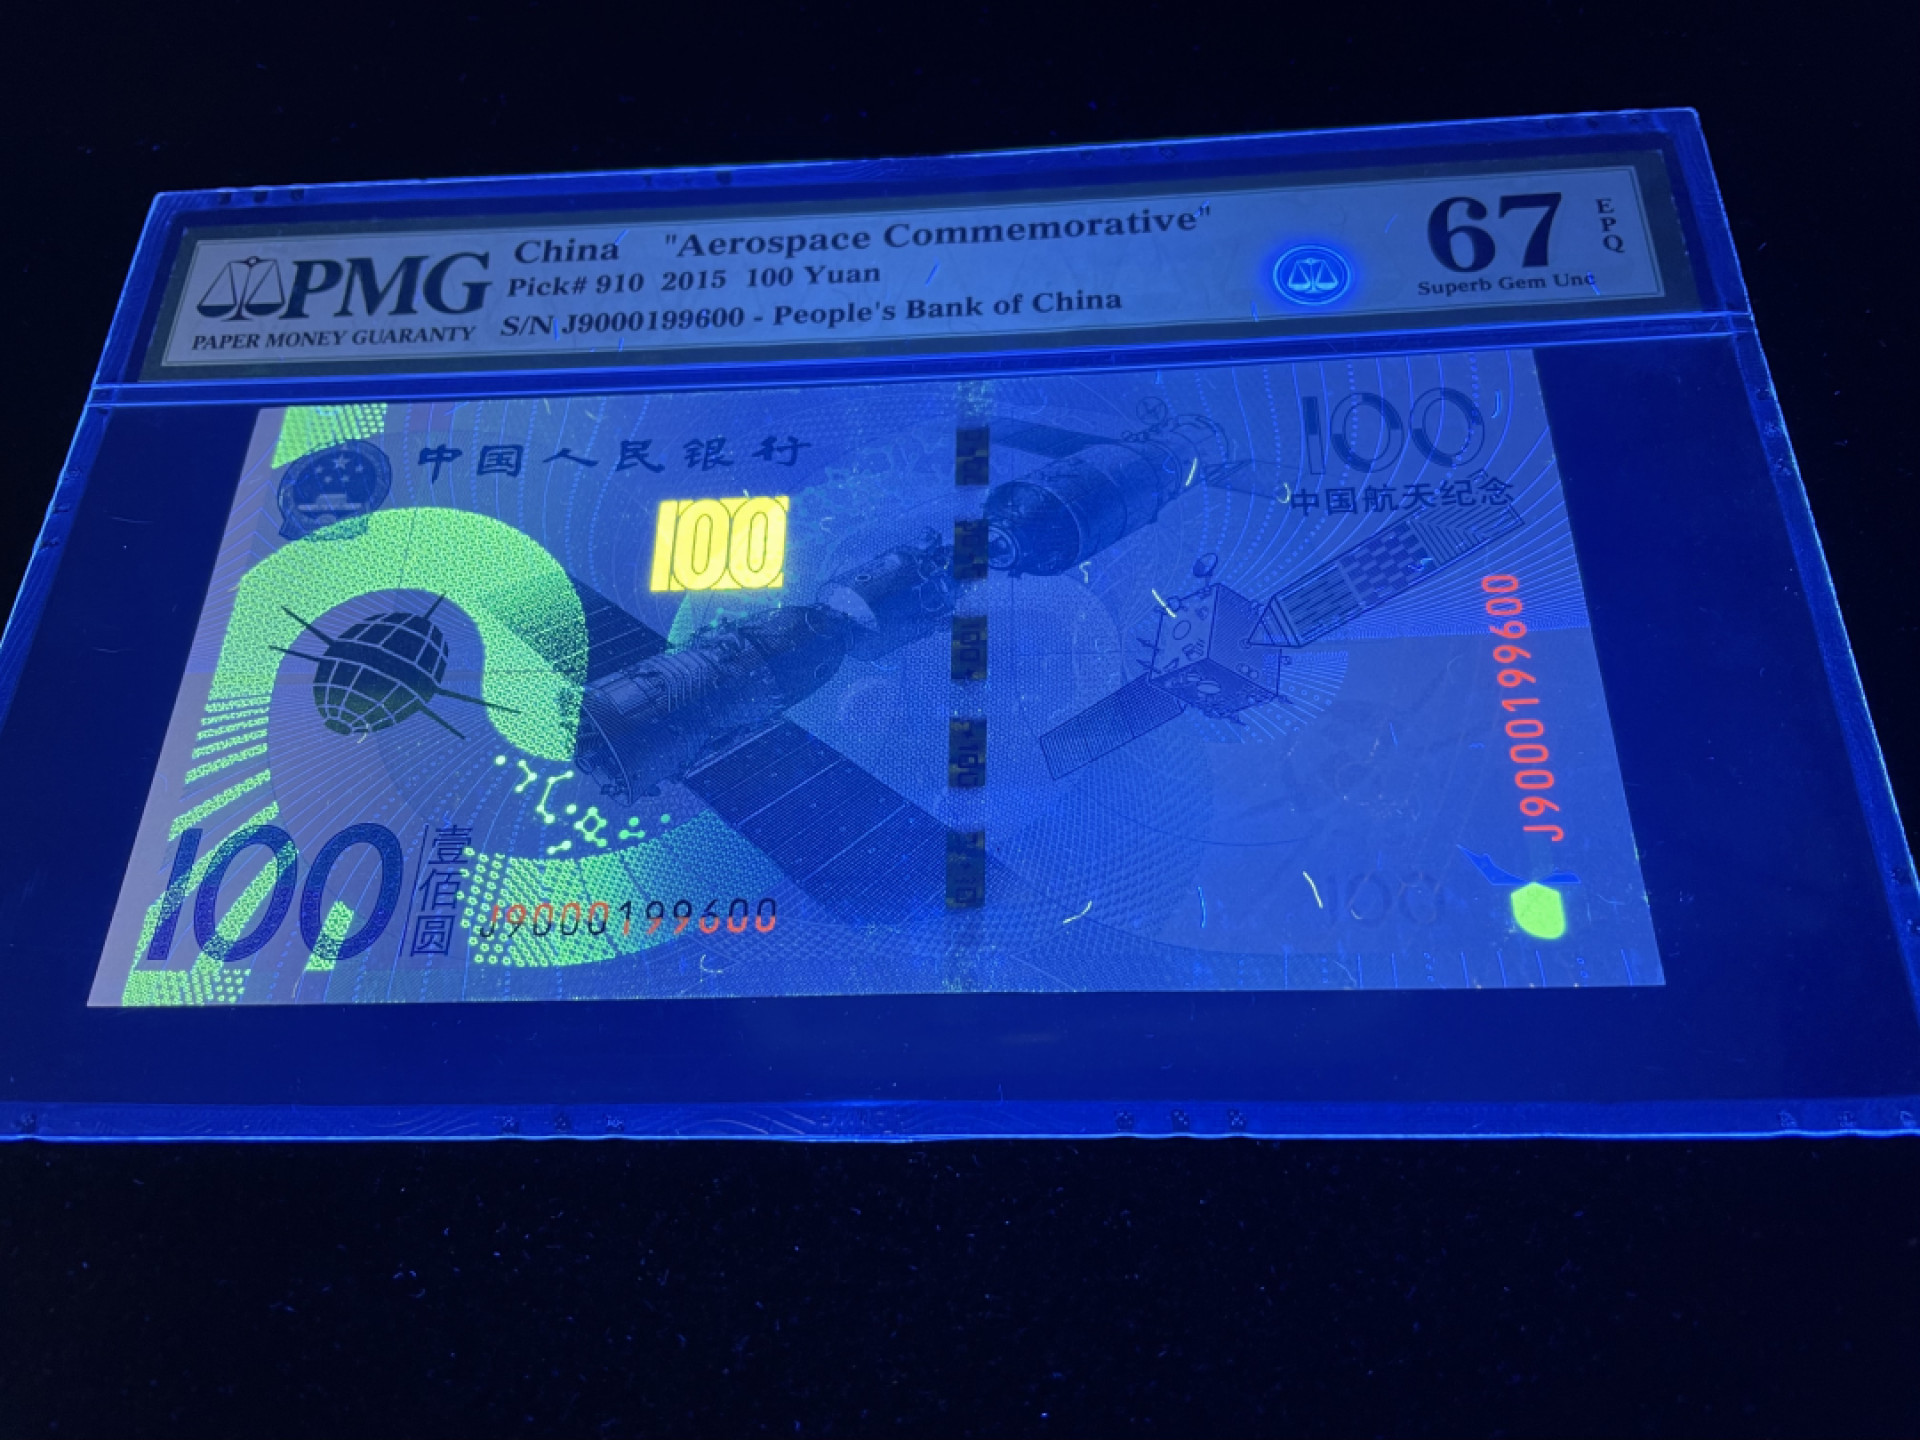 PMG
PAPER MONEY GUARANTY
China "Aerospace Commemorative"
Pick# 910 2015 100 Yuan
S/N J9000199600 - People's Bank of China
67
EPQ
Superb Gem Unc
中国人民银行
100
100
中国航天纪念
J9000199600
100
壹佰圆
J9000199600
100